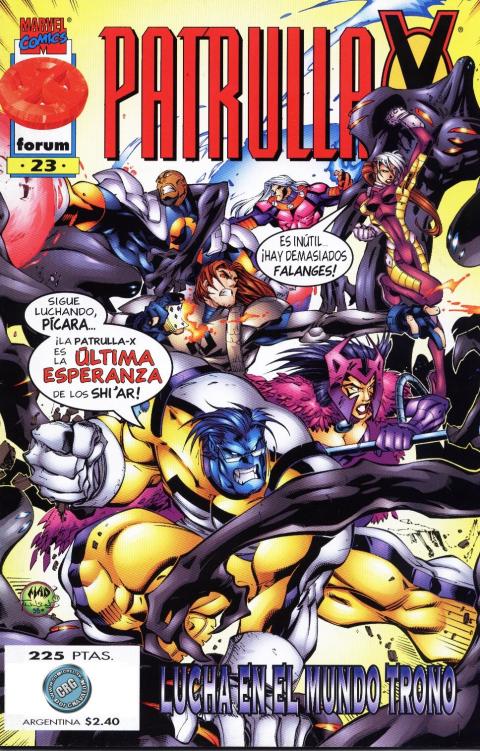 MARVEL
COMICS
PATRULLA X
forum
· 23 ·
ES INÚTIL...
¡HAY DEMASIADOS
FALANGES!
SIGUE
LUCHANDO,
PÍCARA...
¡LA PATRULLA-X
ES LA ÚLTIMA
ESPERANZA
DE LOS SHI'AR!
MAD
225 PTAS.
CRG
ARGENTINA $2.40
LUCHA EN EL MUNDO TRONO